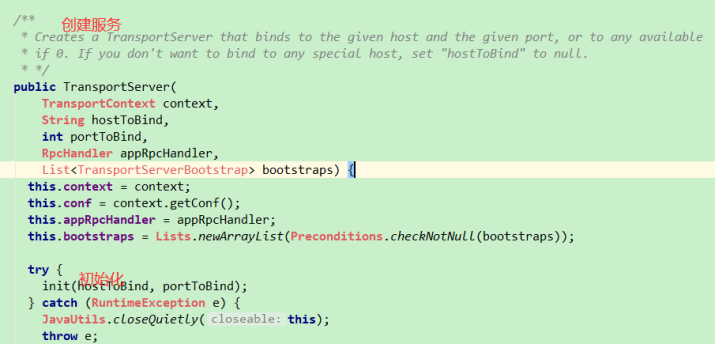 /**
创建服务
* Creates a TransportServer that binds to the given host and the given port, or to any available
* if 0. If you don't want to bind to any special host, set "hostToBind" to null.
* */
public TransportServer(
TransportContext context,
String hostToBind,
int portToBind,
RpcHandler appRpcHandler,
List<TransportServerBootstrap> bootstraps) {
this.context = context;
this.conf = context.getConf();
this.appRpcHandler = appRpcHandler;
this.bootstraps = Lists.newArrayList(Preconditions.checkNotNull(bootstraps));
try {
初始化
init(hostToBind, portToBind);
} catch (RuntimeException e) {
JavaUtils.closeQuietly( closeable: this);
throw e;